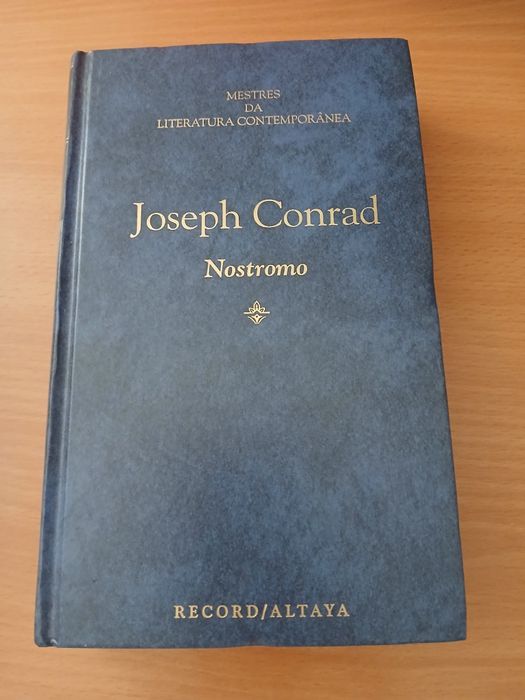 MESTRES
DA
LITERATURA CONTEMPORÂNEA
Joseph Conrad
Nostromo
RECORD/ALTAYA